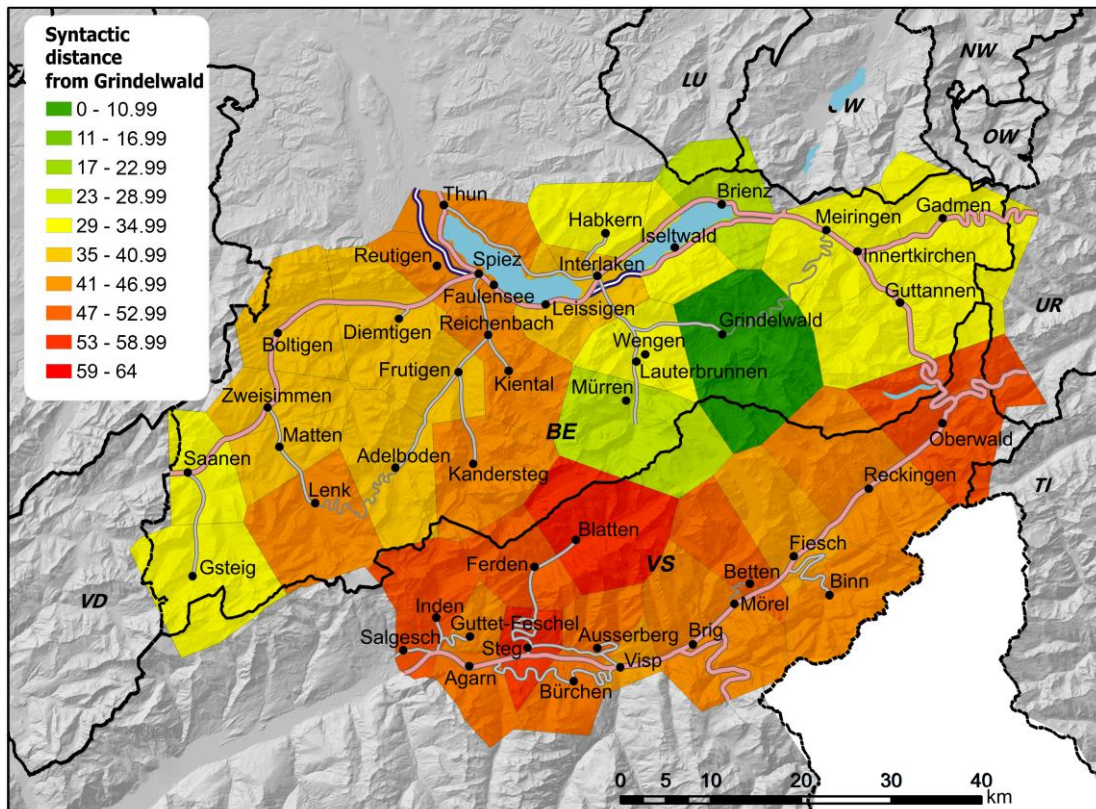 Syntactic
distance
from Grindelwald
0 - 10.99
11 - 16.99
17 - 22.99
23 - 28.99
29 - 34.99
35 - 40.99
41 - 46.99
47 - 52.99
53 - 58.99
59 - 64
LU
NW
OW
OW
UR
TI
VD
BE
VS
Thun
Habkern
Brienz
Meiringen
Gadmen
Reutigen
Spiez
Interlaken
Iseltwald
Innertkirchen
Faulensee
Leissigen
Guttannen
Diemtigen
Reichenbach
Grindelwald
Boltigen
Wengen
Lauterbrunnen
Frutigen
Kiental
Mürren
Zweisimmen
Matten
Oberwald
Saanen
Adelboden
Kandersteg
Reckingen
Lenk
Blatten
Fiesch
Gsteig
Ferden
Betten
Binn
Mörel
Inden
Guttet-Feschel
Salgesch
Steg
Ausserberg
Brig
Agarn
Visp
Bürchen
0 10 20 30 40
km